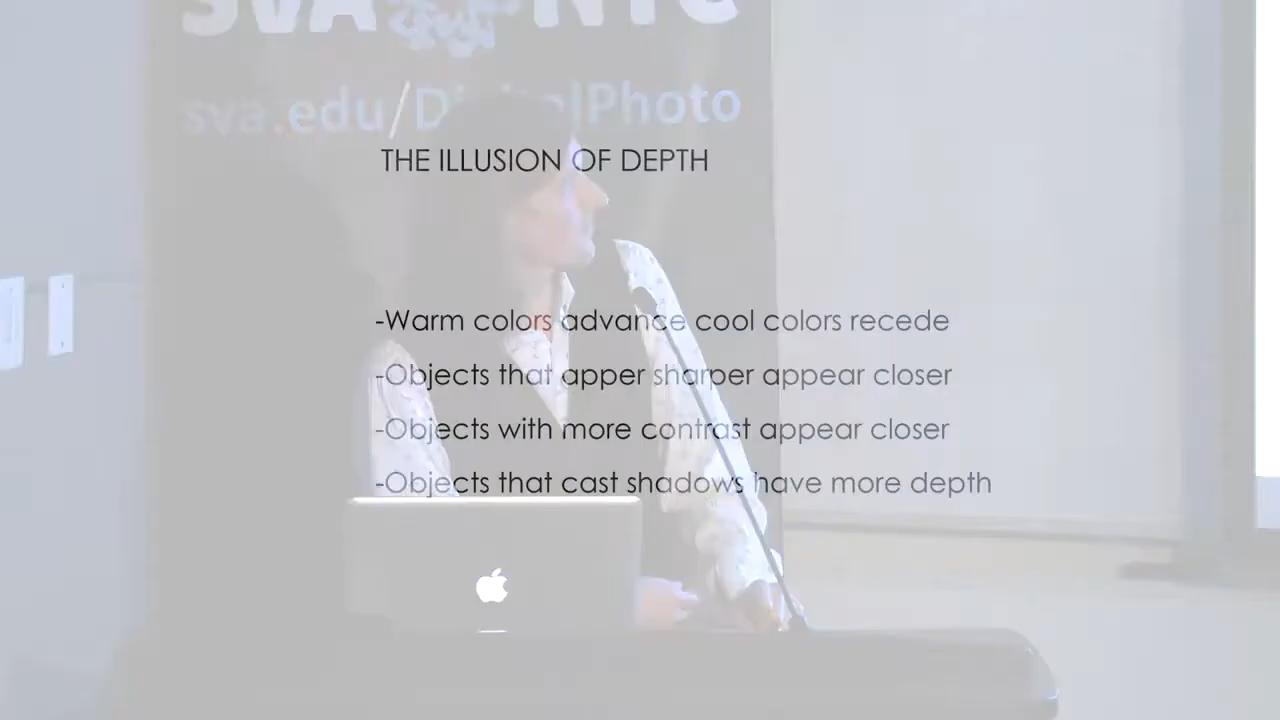 SVA NYC
sva.edu/DigitalPhoto
THE ILLUSION OF DEPTH
-Warm colors advance cool colors recede
-Objects that apper sharper appear closer
-Objects with more contrast appear closer
-Objects that cast shadows have more depth